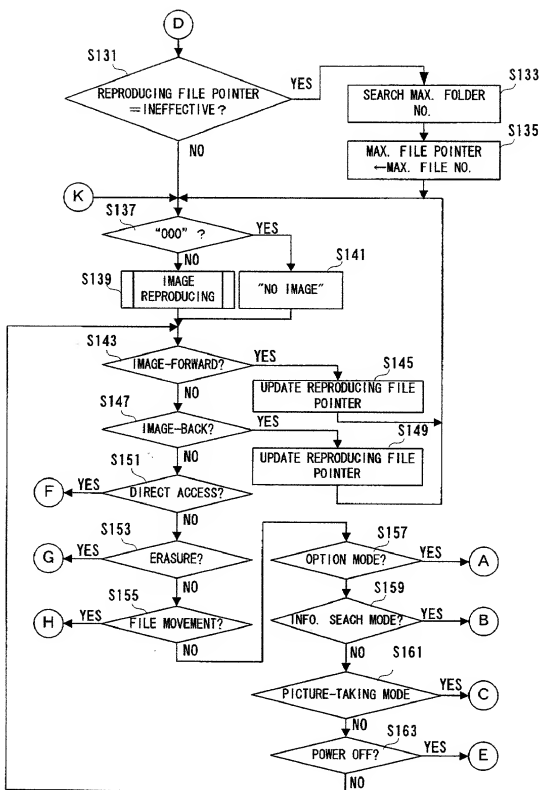 D
S131
REPRODUCING FILE POINTER
=INEFFECTIVE?
YES
NO
S133
SEARCH MAX. FOLDER
NO.
S135
MAX. FILE POINTER
←MAX. FILE NO.
K
S137
"000" ?
YES
NO
S139
IMAGE
REPRODUCING
S141
"NO IMAGE"
S143
IMAGE-FORWARD?
YES
NO
S145
UPDATE REPRODUCING FILE
POINTER
S147
IMAGE-BACK?
YES
NO
S149
UPDATE REPRODUCING FILE
POINTER
S151
DIRECT ACCESS?
YES
F
NO
S153
ERASURE?
YES
G
NO
S155
FILE MOVEMENT?
YES
H
NO
S157
OPTION MODE?
YES
A
NO
S159
INFO. SEACH MODE?
YES
B
NO
S161
PICTURE-TAKING MODE
YES
C
NO
S163
POWER OFF?
YES
E
NO